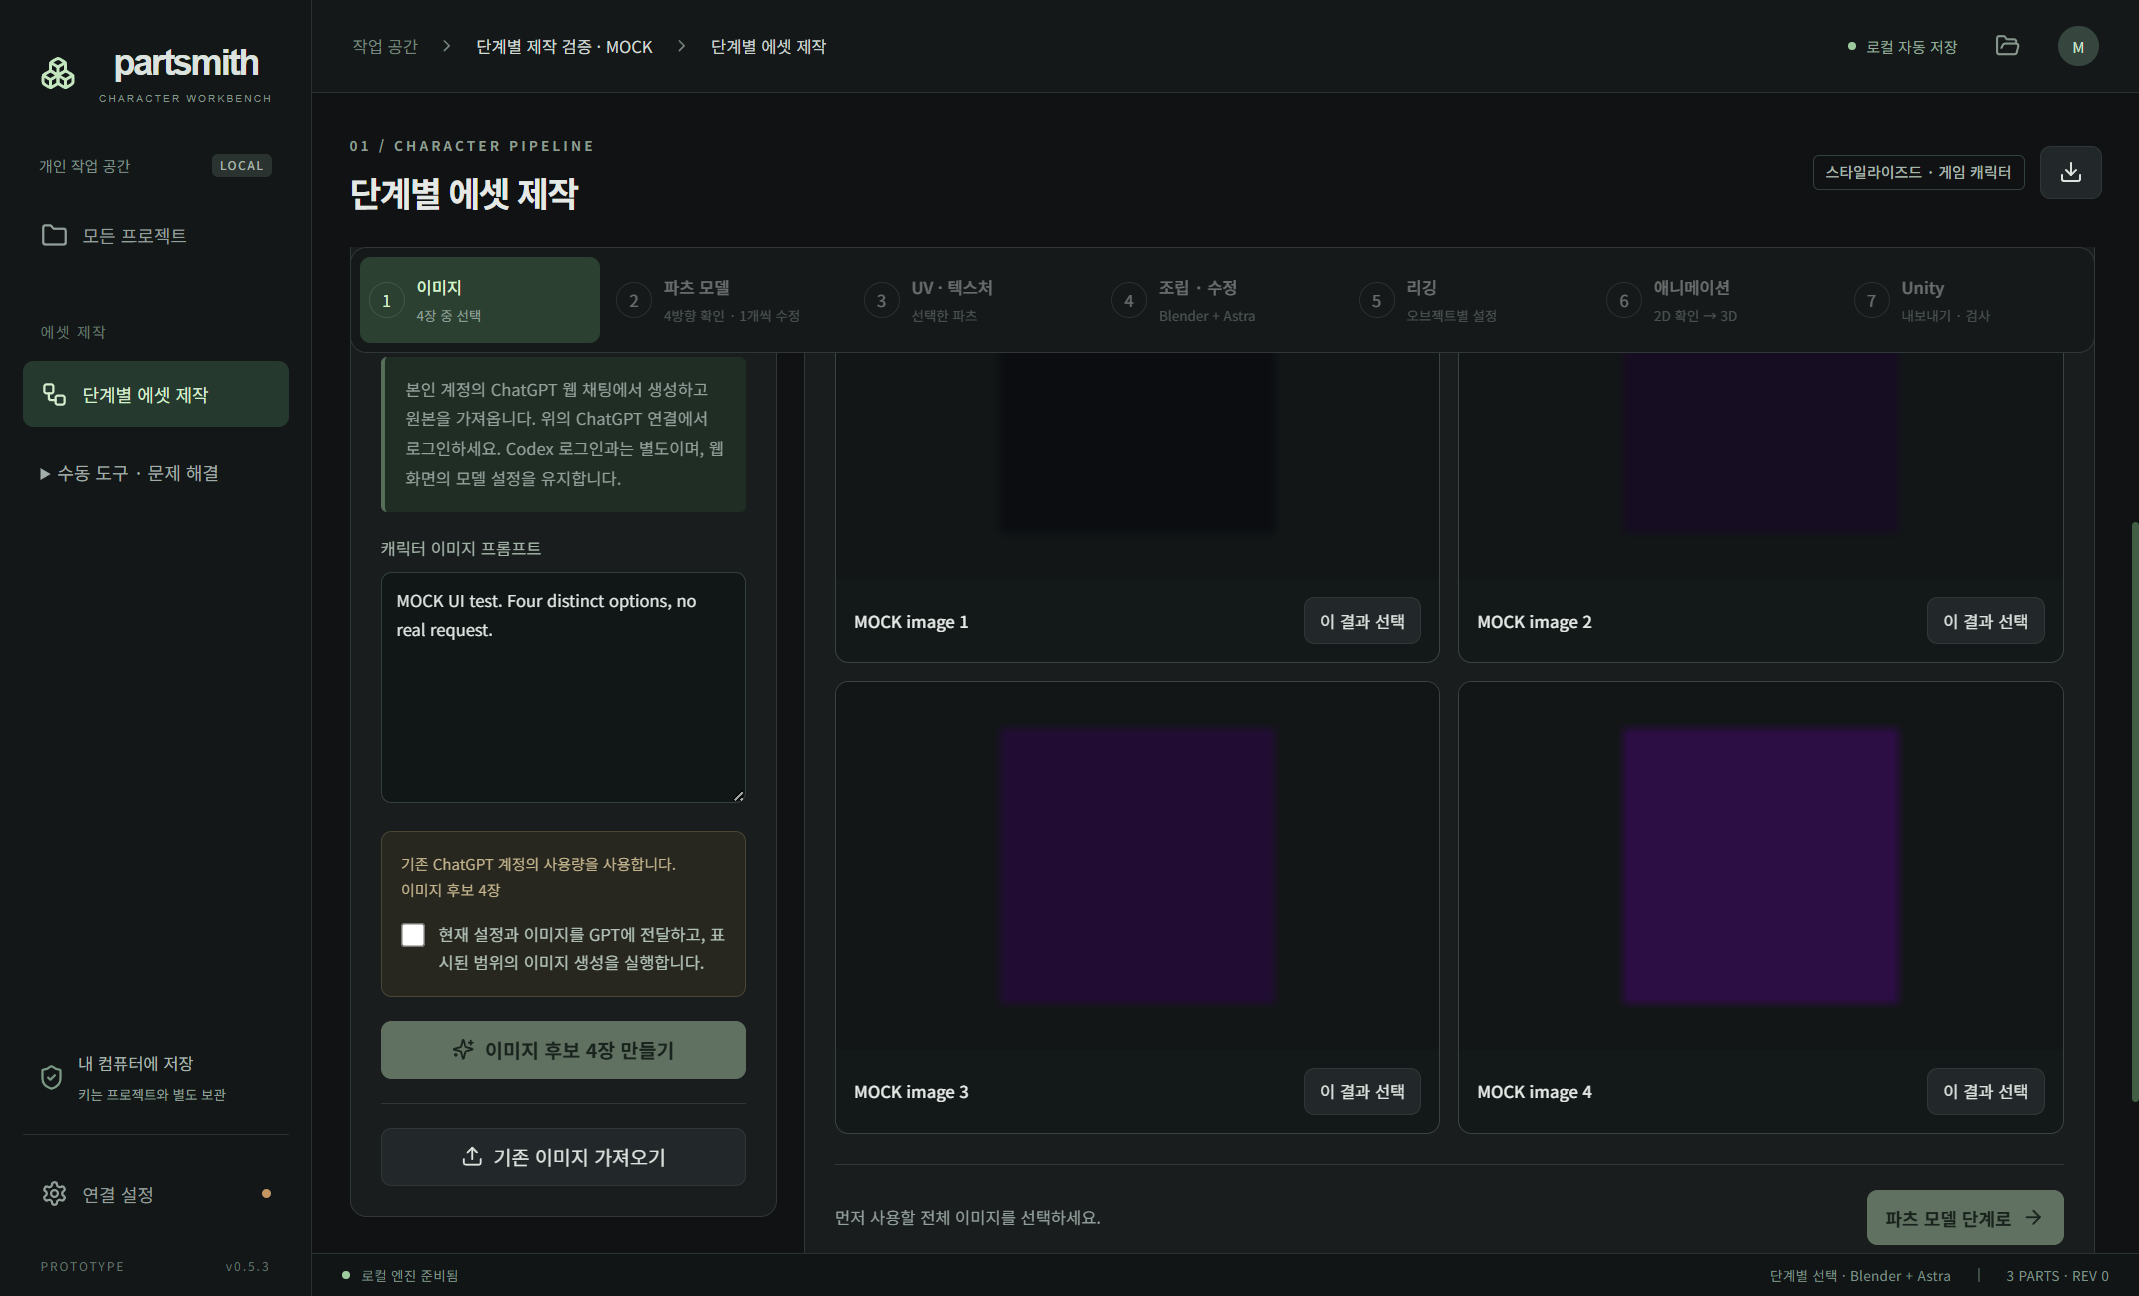 partsmith
CHARACTER WORKBENCH
개인 작업 공간
LOCAL
모든 프로젝트
에셋 제작
단계별 에셋 제작
수동 도구 · 문제 해결
내 컴퓨터에 저장
키는 프로젝트와 별도 보관
연결 설정
PROTOTYPE
v0.5.3
작업 공간
단계별 제작 검증 · MOCK
단계별 에셋 제작
로컬 자동 저장
M
01 / CHARACTER PIPELINE
단계별 에셋 제작
스타일라이즈드 · 게임 캐릭터
1
이미지
4장 중 선택
2
파츠 모델
4방향 확인 · 1개씩 수정
3
UV · 텍스처
선택한 파츠
4
조립 · 수정
Blender + Astra
5
리깅
오브젝트별 설정
6
애니메이션
2D 확인 → 3D
7
Unity
내보내기 · 검사
본인 계정의 ChatGPT 웹 채팅에서 생성하고
원본을 가져옵니다. 위의 ChatGPT 연결에서
로그인하세요. Codex 로그인과는 별도이며, 웹
화면의 모델 설정을 유지합니다.
캐릭터 이미지 프롬프트
MOCK UI test. Four distinct options, no
real request.
기존 ChatGPT 계정의 사용량을 사용합니다.
이미지 후보 4장
현재 설정과 이미지를 GPT에 전달하고, 표
시된 범위의 이미지 생성을 실행합니다.
이미지 후보 4장 만들기
기존 이미지 가져오기
MOCK image 1
이 결과 선택
MOCK image 2
이 결과 선택
MOCK image 3
이 결과 선택
MOCK image 4
이 결과 선택
먼저 사용할 전체 이미지를 선택하세요.
파츠 모델 단계로
로컬 엔진 준비됨
단계별 선택 · Blender + Astra
3 PARTS · REV 0